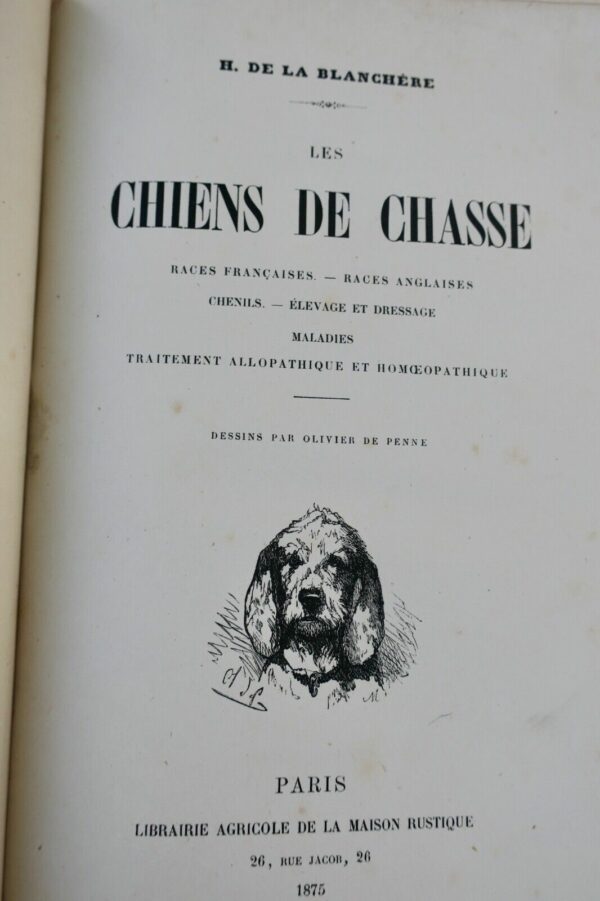 H. DE LA BLANCHÈRE
LES
CHIENS DE CHASSE
RACES FRANÇAISES. — RACES ANGLAISES
CHENILS. — ÉLEVAGE ET DRESSAGE
MALADIES
TRAITEMENT ALLOPATHIQUE ET HOMŒOPATHIQUE
DESSINS PAR OLIVIER DE PENNE
PARIS
LIBRAIRIE AGRICOLE DE LA MAISON RUSTIQUE
26, RUE JACOB, 26
1875